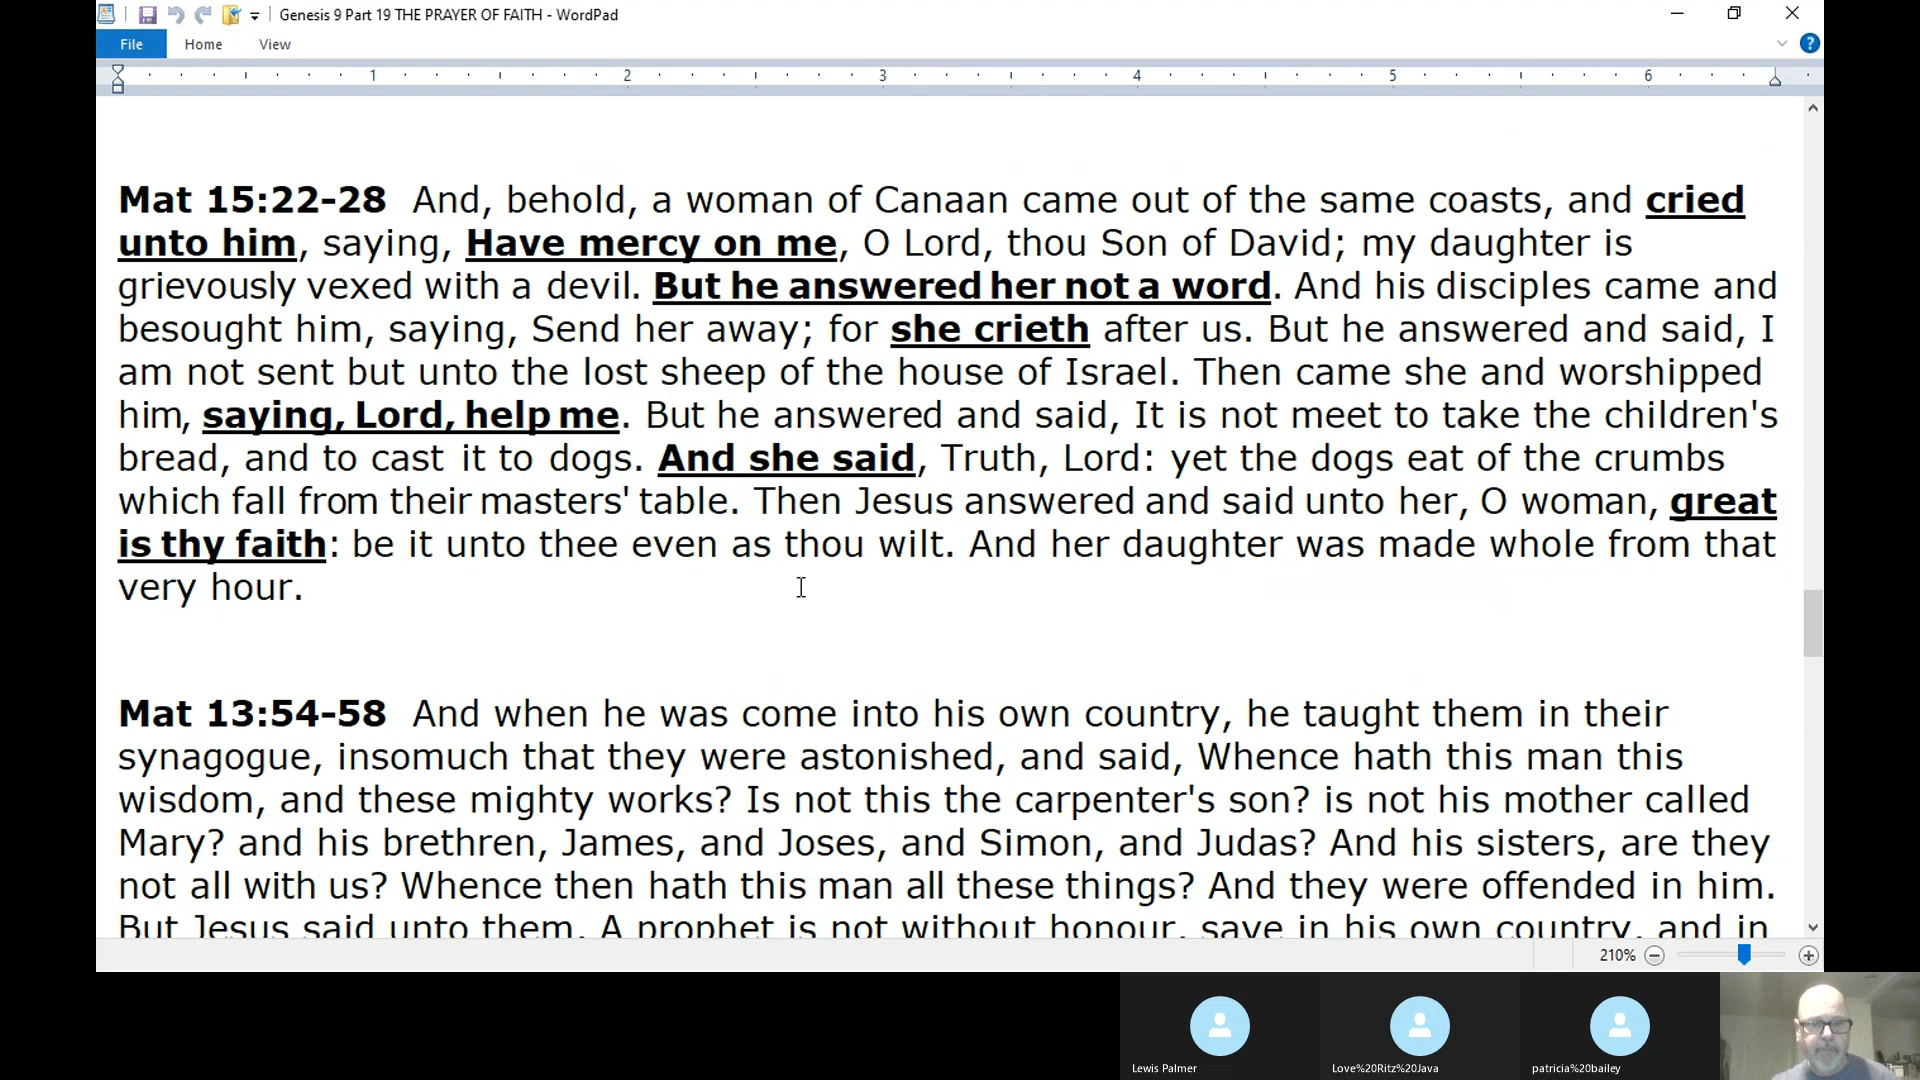 Genesis 9 Part 19 THE PRAYER OF FAITH - WordPad
File Home View
1 2 3 4 5 6
Mat 15:22-28 And, behold, a woman of Canaan came out of the same coasts, and cried
unto him, saying, Have mercy on me, O Lord, thou Son of David; my daughter is
grievously vexed with a devil. But he answered her not a word. And his disciples came and
besought him, saying, Send her away; for she crieth after us. But he answered and said, I
am not sent but unto the lost sheep of the house of Israel. Then came she and worshipped
him, saying, Lord, help me. But he answered and said, It is not meet to take the children's
bread, and to cast it to dogs. And she said, Truth, Lord: yet the dogs eat of the crumbs
which fall from their masters' table. Then Jesus answered and said unto her, O woman, great
is thy faith: be it unto thee even as thou wilt. And her daughter was made whole from that
very hour.
Mat 13:54-58 And when he was come into his own country, he taught them in their
synagogue, insomuch that they were astonished, and said, Whence hath this man this
wisdom, and these mighty works? Is not this the carpenter's son? is not his mother called
Mary? and his brethren, James, and Joses, and Simon, and Judas? And his sisters, are they
not all with us? Whence then hath this man all these things? And they were offended in him.
But Jesus said unto them, A prophet is not without honour, save in his own country, and in
210%
Lewis Palmer Love%20Ritz%20Java patricia%20bailey